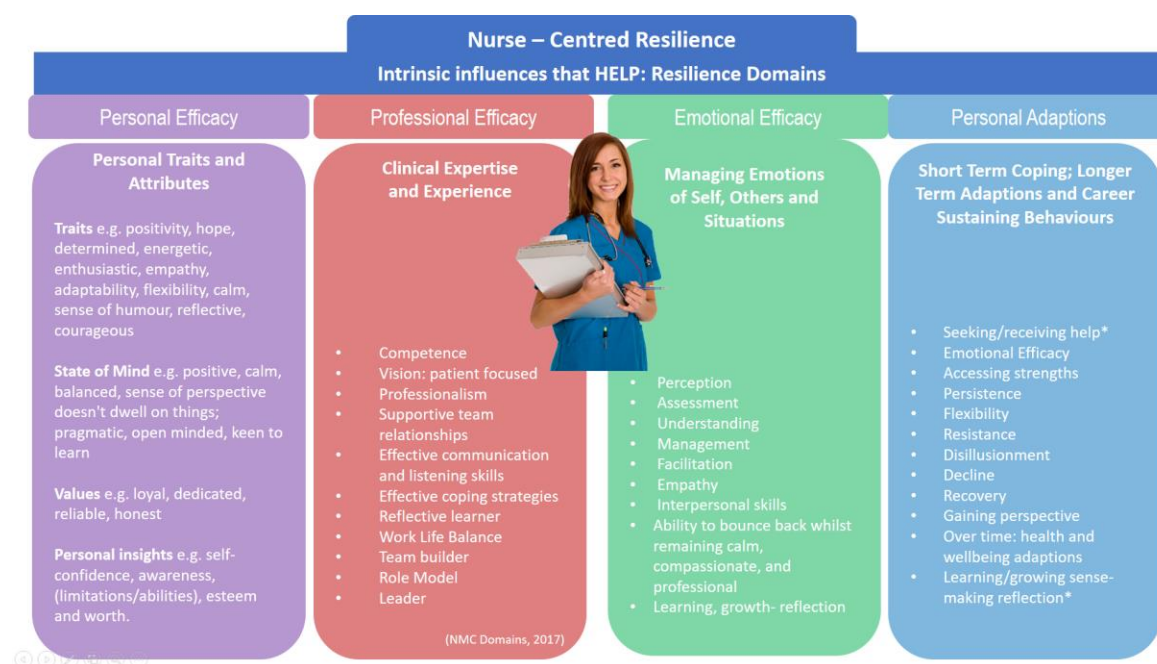 Nurse – Centred Resilience
Intrinsic influences that HELP: Resilience Domains
Personal Efficacy
Personal Traits and
Attributes
Traits e.g. positivity, hope,
determined, energetic,
enthusiastic, empathy,
adaptability, flexibility, calm,
sense of humour, reflective,
courageous
State of Mind e.g. positive, calm,
balanced, sense of perspective
doesn't dwell on things;
pragmatic, open minded, keen to
learn
Values e.g. loyal, dedicated,
reliable, honest
Personal insights e.g. self-
confidence, awareness,
(limitations/abilities), esteem
and worth.
Professional Efficacy
Clinical Expertise
and Experience
• Competence
• Vision: patient focused
• Professionalism
• Supportive team
relationships
• Effective communication
and listening skills
• Effective coping strategies
• Reflective learner
• Work Life Balance
• Team builder
• Role Model
• Leader
(NMC Domains, 2017)
Emotional Efficacy
Managing Emotions
of Self, Others and
Situations
• Perception
• Assessment
• Understanding
• Management
• Facilitation
• Empathy
• Interpersonal skills
• Ability to bounce back whilst
remaining calm,
compassionate, and
professional
• Learning, growth- reflection
Personal Adaptions
Short Term Coping; Longer
Term Adaptions and Career
Sustaining Behaviours
• Seeking/receiving help*
• Emotional Efficacy
• Accessing strengths
• Persistence
• Flexibility
• Resistance
• Disillusionment
• Decline
• Recovery
• Gaining perspective
• Over time: health and
wellbeing adaptions
• Learning/growing sense-
making reflection*